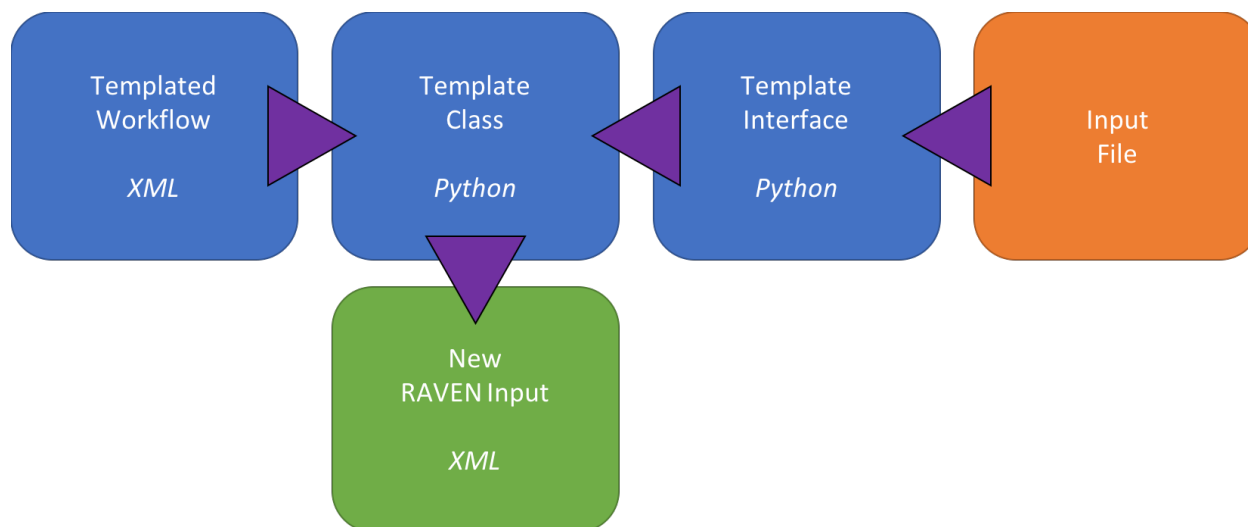 Templated
Workflow
XML
Template
Class
Python
Template
Interface
Python
Input
File
New
RAVEN Input
XML